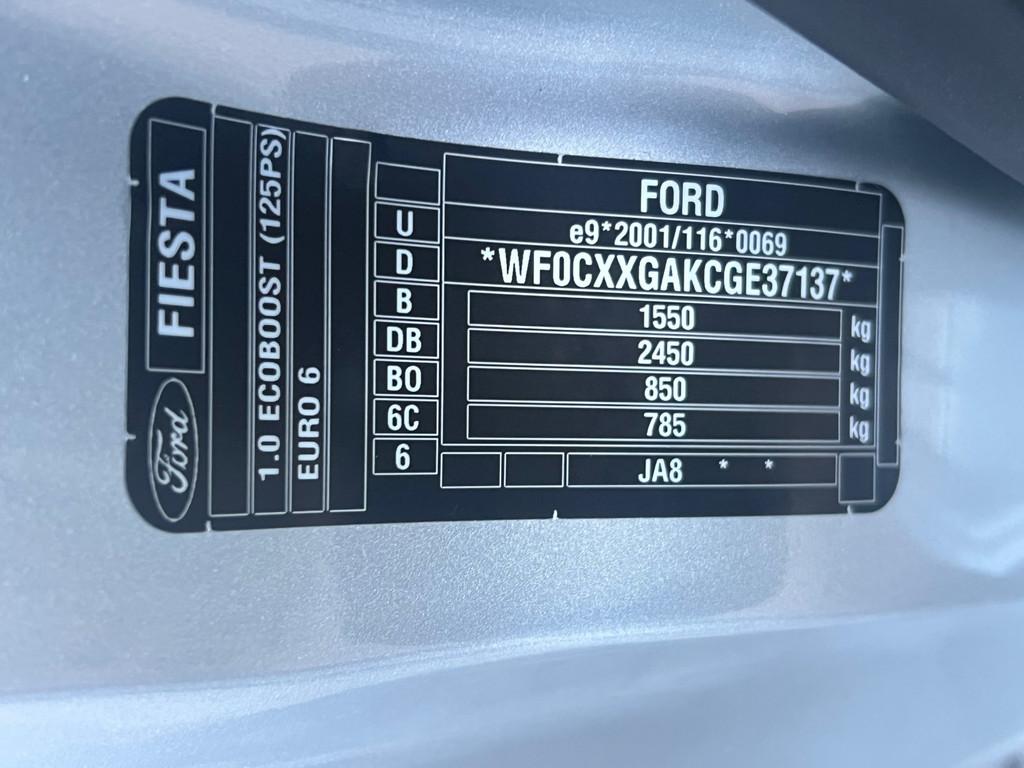 FIESTA
Ford
1.0 ECOBOOST (125PS)
EURO 6
U
D
B
DB
BO
6C
6
FORD
e9*2001/116*0069
*WF0CXXGAKCGE37137*
1550 kg
2450 kg
850 kg
785 kg
JA8 * *